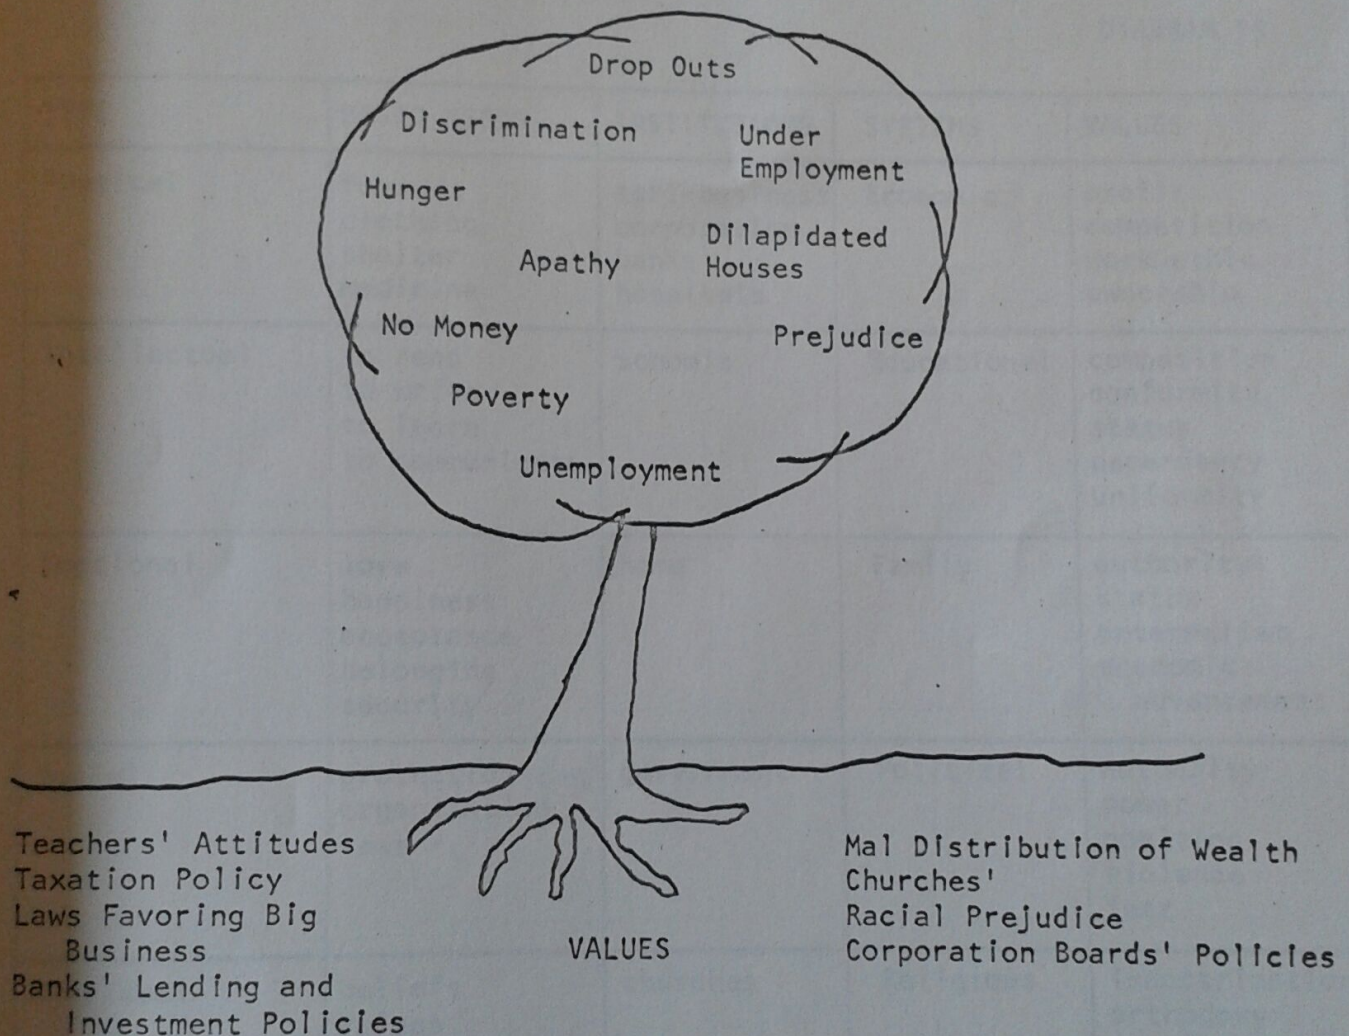 Drop Outs
Discrimination
Under
Employment
Hunger
Dilapidated
Houses
Apathy
No Money
Prejudice
Poverty
Unemployment
Teachers' Attitudes
Taxation Policy
Laws Favoring Big
Business
Banks' Lending and
Investment Policies
VALUES
Mal Distribution of Wealth
Churches'
Racial Prejudice
Corporation Boards' Policies